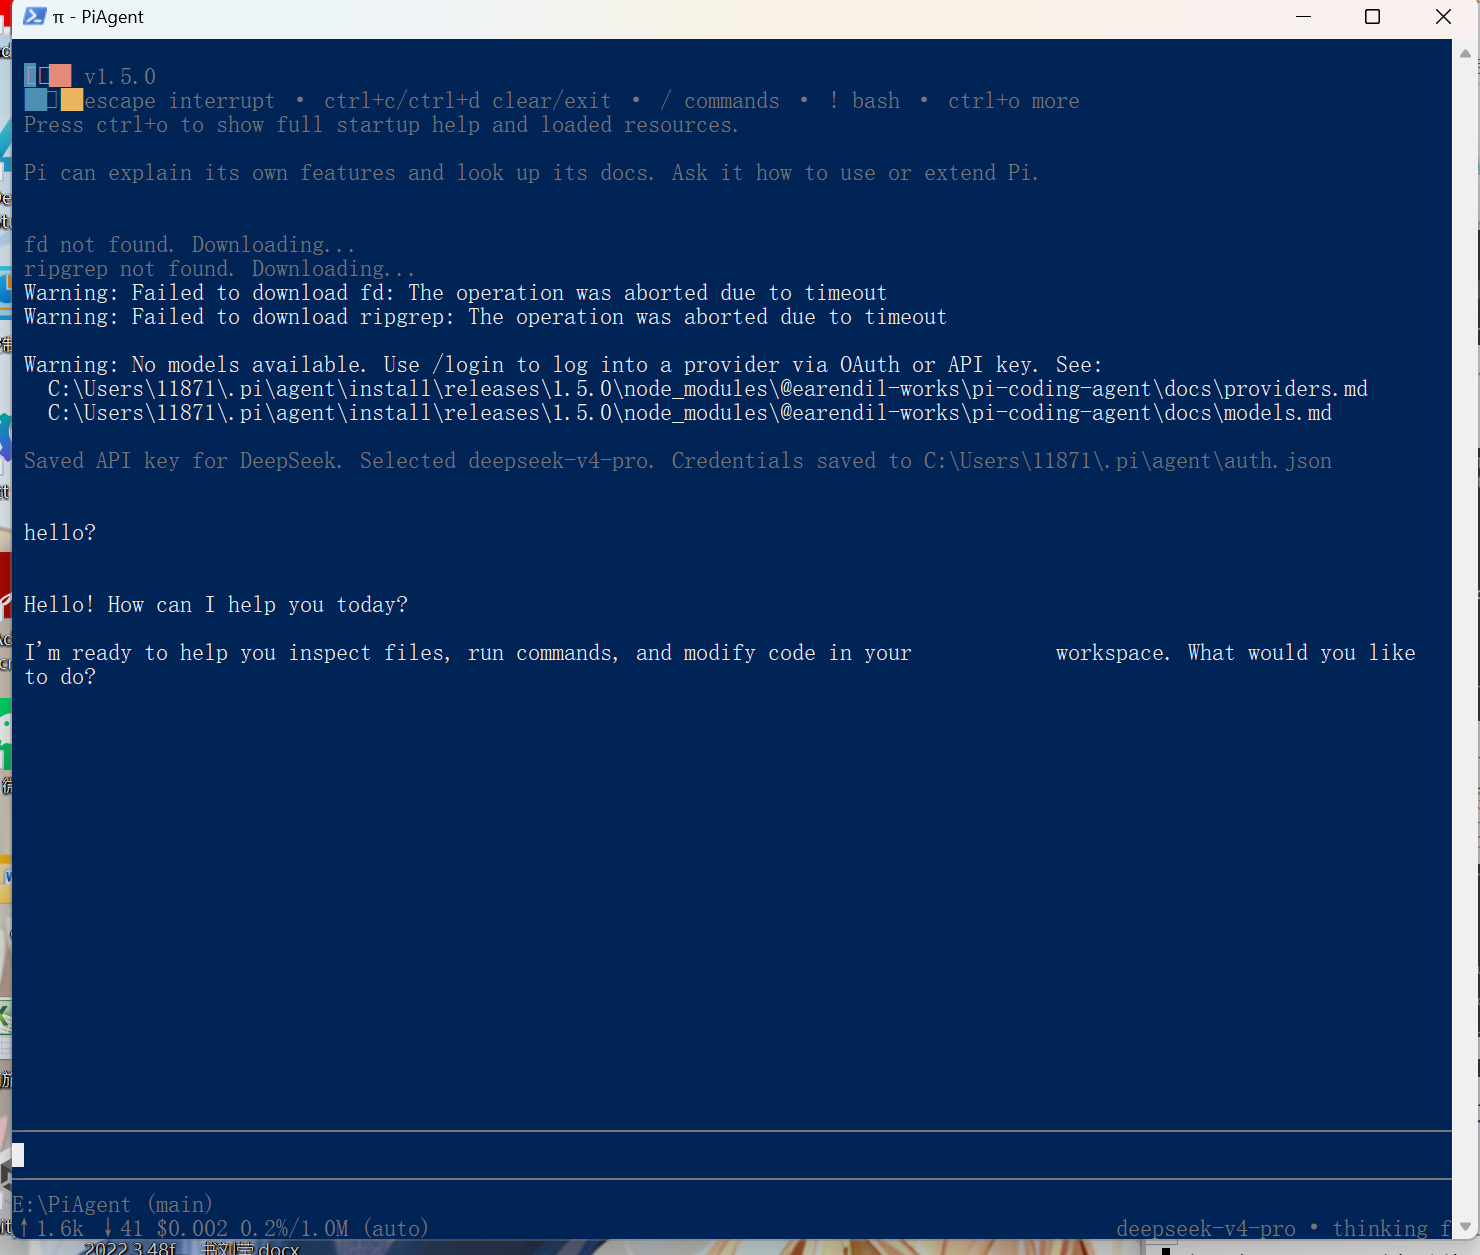 π - PiAgent
v1.5.0
escape interrupt • ctrl+c/ctrl+d clear/exit • / commands • ! bash • ctrl+o more
Press ctrl+o to show full startup help and loaded resources.
Pi can explain its own features and look up its docs. Ask it how to use or extend Pi.
fd not found. Downloading...
ripgrep not found. Downloading...
Warning: Failed to download fd: The operation was aborted due to timeout
Warning: Failed to download ripgrep: The operation was aborted due to timeout
Warning: No models available. Use /login to log into a provider via OAuth or API key. See:
C:\Users\11871\.pi\agent\install\releases\1.5.0\node_modules\@earendil-works\pi-coding-agent\docs\providers.md
C:\Users\11871\.pi\agent\install\releases\1.5.0\node_modules\@earendil-works\pi-coding-agent\docs\models.md
Saved API key for DeepSeek. Selected deepseek-v4-pro. Credentials saved to C:\Users\11871\.pi\agent\auth.json
hello?
Hello! How can I help you today?
I'm ready to help you inspect files, run commands, and modify code in your workspace. What would you like
to do?
E:\PiAgent (main)
↑1.6k ↓41 $0.002 0.2%/1.0M (auto)
deepseek-v4-pro • thinking f